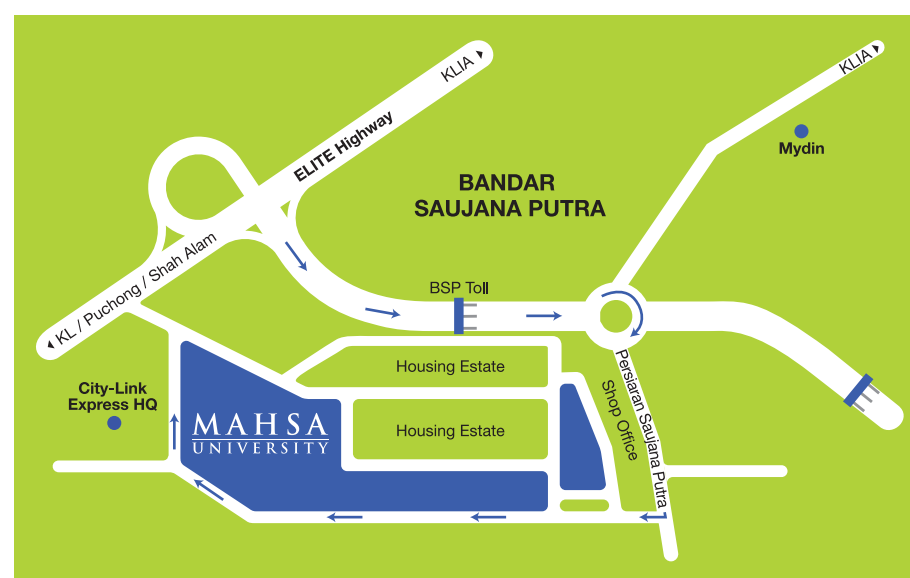 KLIA
KLIA
ELITE Highway
Mydin
BANDAR
SAUJANA PUTRA
KL / Puchong / Shah Alam
BSP Toll
Housing Estate
City-Link
Express HQ
MAHSA
UNIVERSITY
Housing Estate
Shop Office
Persiaran Saujana Putra